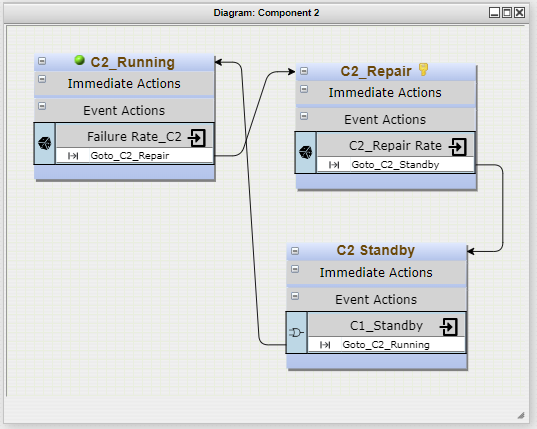 Diagram: Component 2
C2_Running
Immediate Actions
Event Actions
Failure Rate_C2
Goto_C2_Repair
C2_Repair
Immediate Actions
Event Actions
C2_Repair Rate
Goto_C2_Standby
C2 Standby
Immediate Actions
Event Actions
C1_Standby
Goto_C2_Running